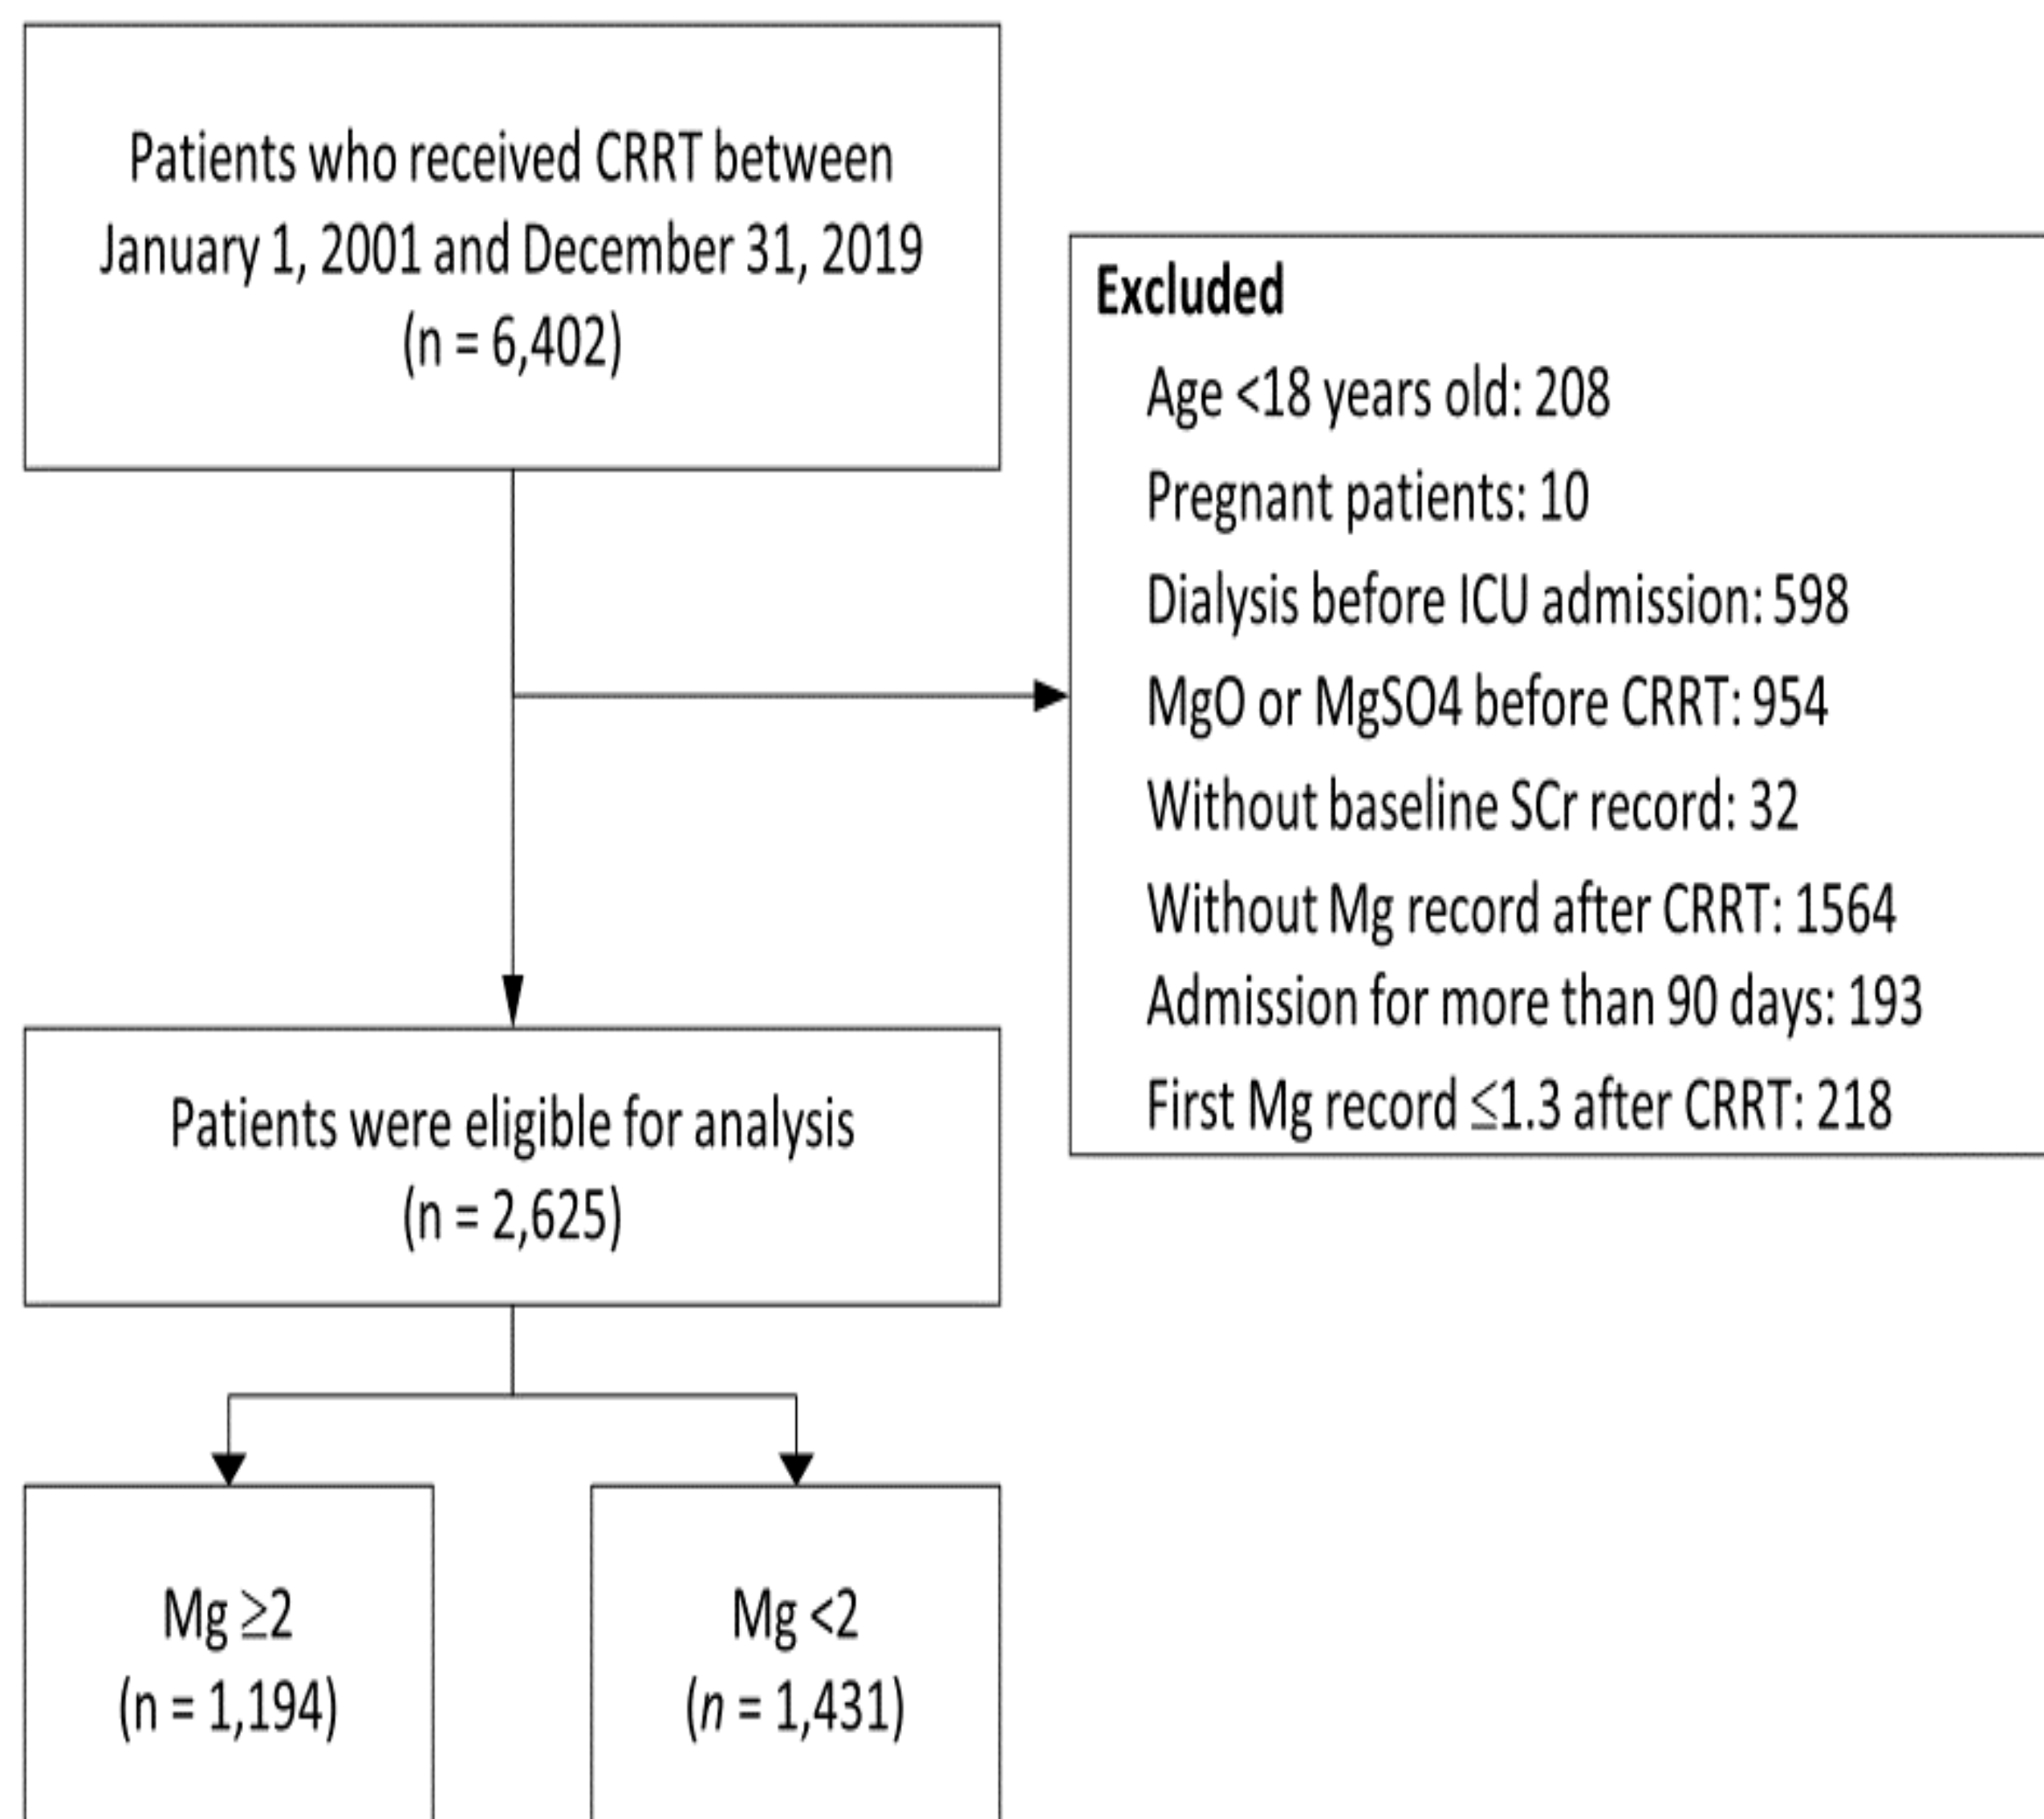 Patients who received CRRT between
January 1, 2001 and December 31, 2019
(n = 6,402)
Excluded
Age <18 years old: 208
Pregnant patients: 10
Dialysis before ICU admission: 598
MgO or MgSO4 before CRRT: 954
Without baseline SCr record: 32
Without Mg record after CRRT: 1564
Admission for more than 90 days: 193
First Mg record ≤1.3 after CRRT: 218
Patients were eligible for analysis
(n = 2,625)
Mg ≥2
(n = 1,194)
Mg <2
(n = 1,431)